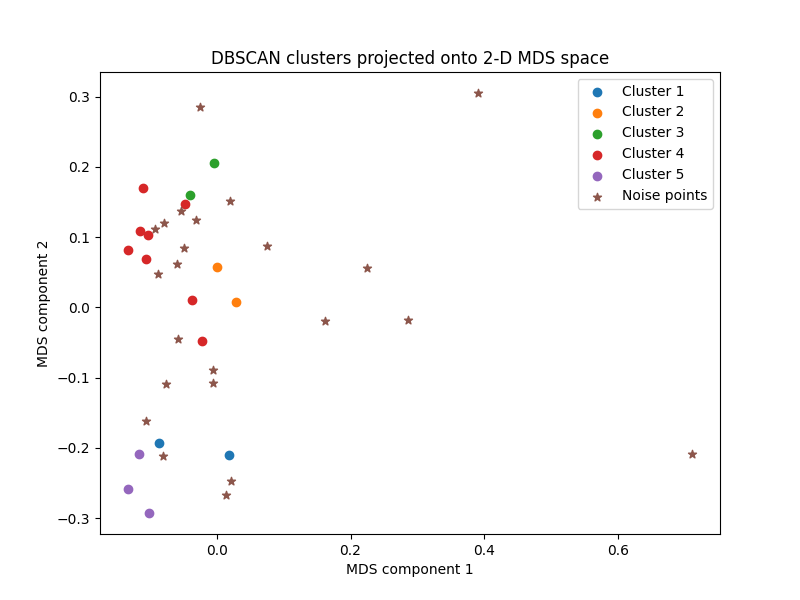 DBSCAN clusters projected onto 2-D MDS space
Cluster 1
Cluster 2
Cluster 3
Cluster 4
Cluster 5
Noise points
MDS component 2
0.3
0.2
0.1
0.0
−0.1
−0.2
−0.3
0.0 0.2 0.4 0.6
MDS component 1